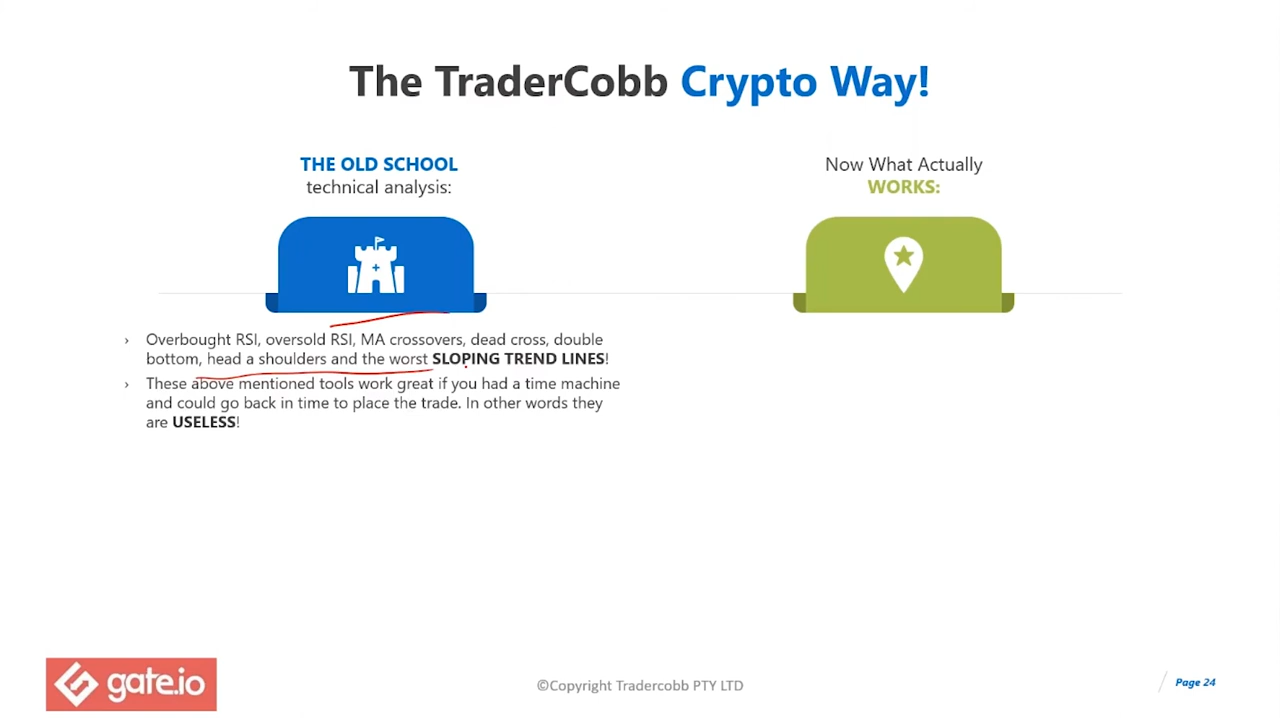 The TraderCobb Crypto Way!
THE OLD SCHOOL
technical analysis:
Now What Actually
WORKS:
› Overbought RSI, oversold RSI, MA crossovers, dead cross, double
bottom, head a shoulders and the worst SLOPING TREND LINES!
› These above mentioned tools work great if you had a time machine
and could go back in time to place the trade. In other words they
are USELESS!
gate.io
©Copyright Tradercobb PTY LTD
Page 24